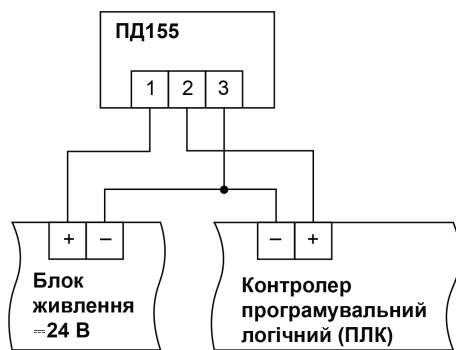 ПД155
1 2 3
+ –
– +
Блок
живлення
⎓24 В
Контролер
програмувальний
логічний (ПЛК)